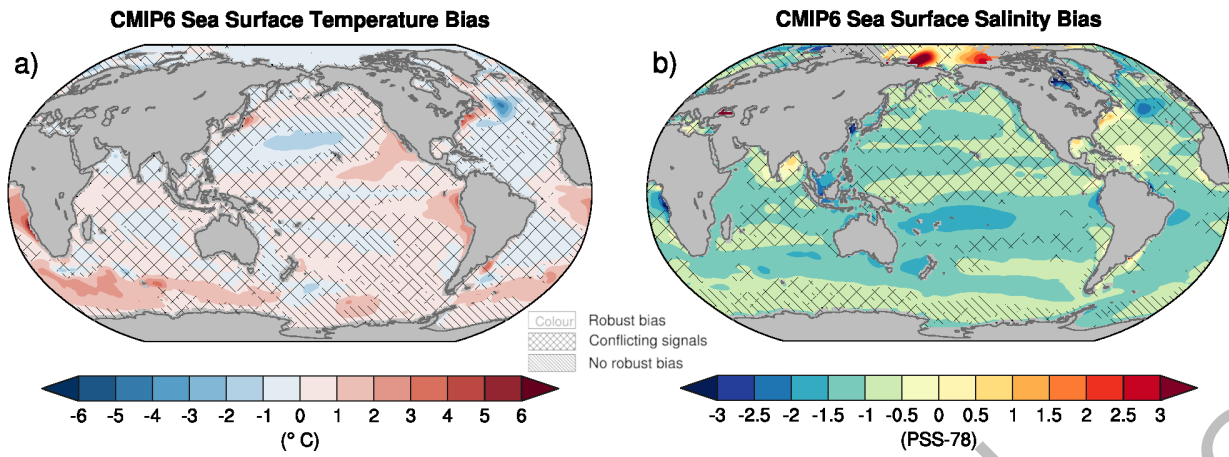 CMIP6 Sea Surface Temperature Bias
CMIP6 Sea Surface Salinity Bias
a)
b)
Colour Robust bias
Conflicting signals
No robust bias
-6 -5 -4 -3 -2 -1 0 1 2 3 4 5 6
(° C)
-3 -2.5 -2 -1.5 -1 -0.5 0 0.5 1 1.5 2 2.5 3
(PSS-78)